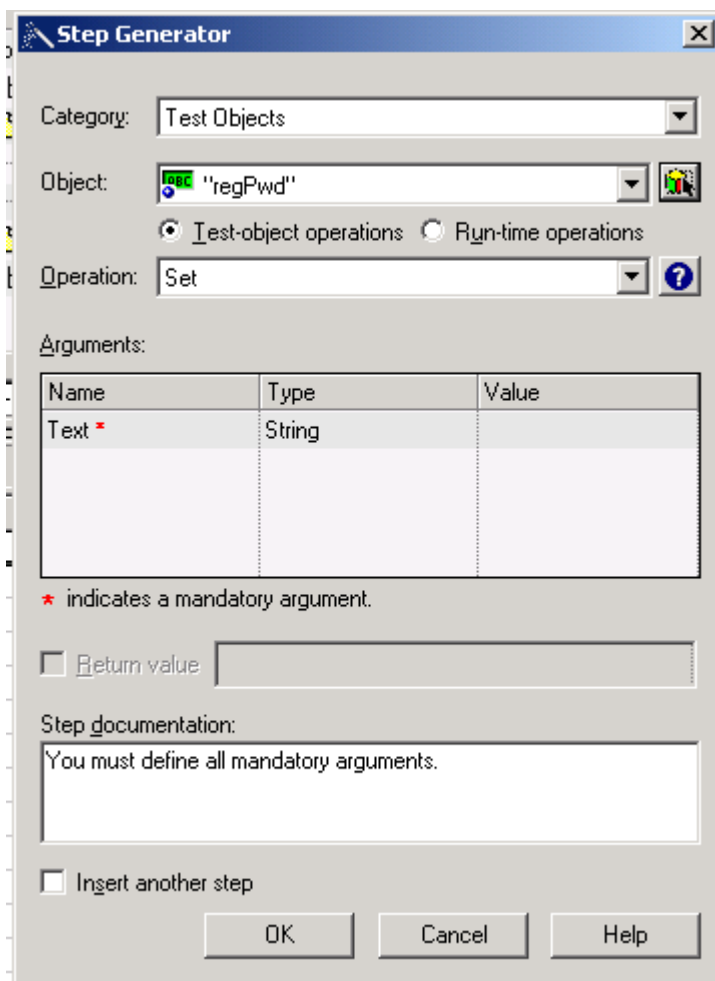 Step Generator
Category: Test Objects
Object: ABC "regPwd"
Test-object operations Run-time operations
Operation: Set ?
Arguments:
Name Type Value
Text * String
* indicates a mandatory argument.
Return value
Step documentation:
You must define all mandatory arguments.
Insert another step
OK Cancel Help